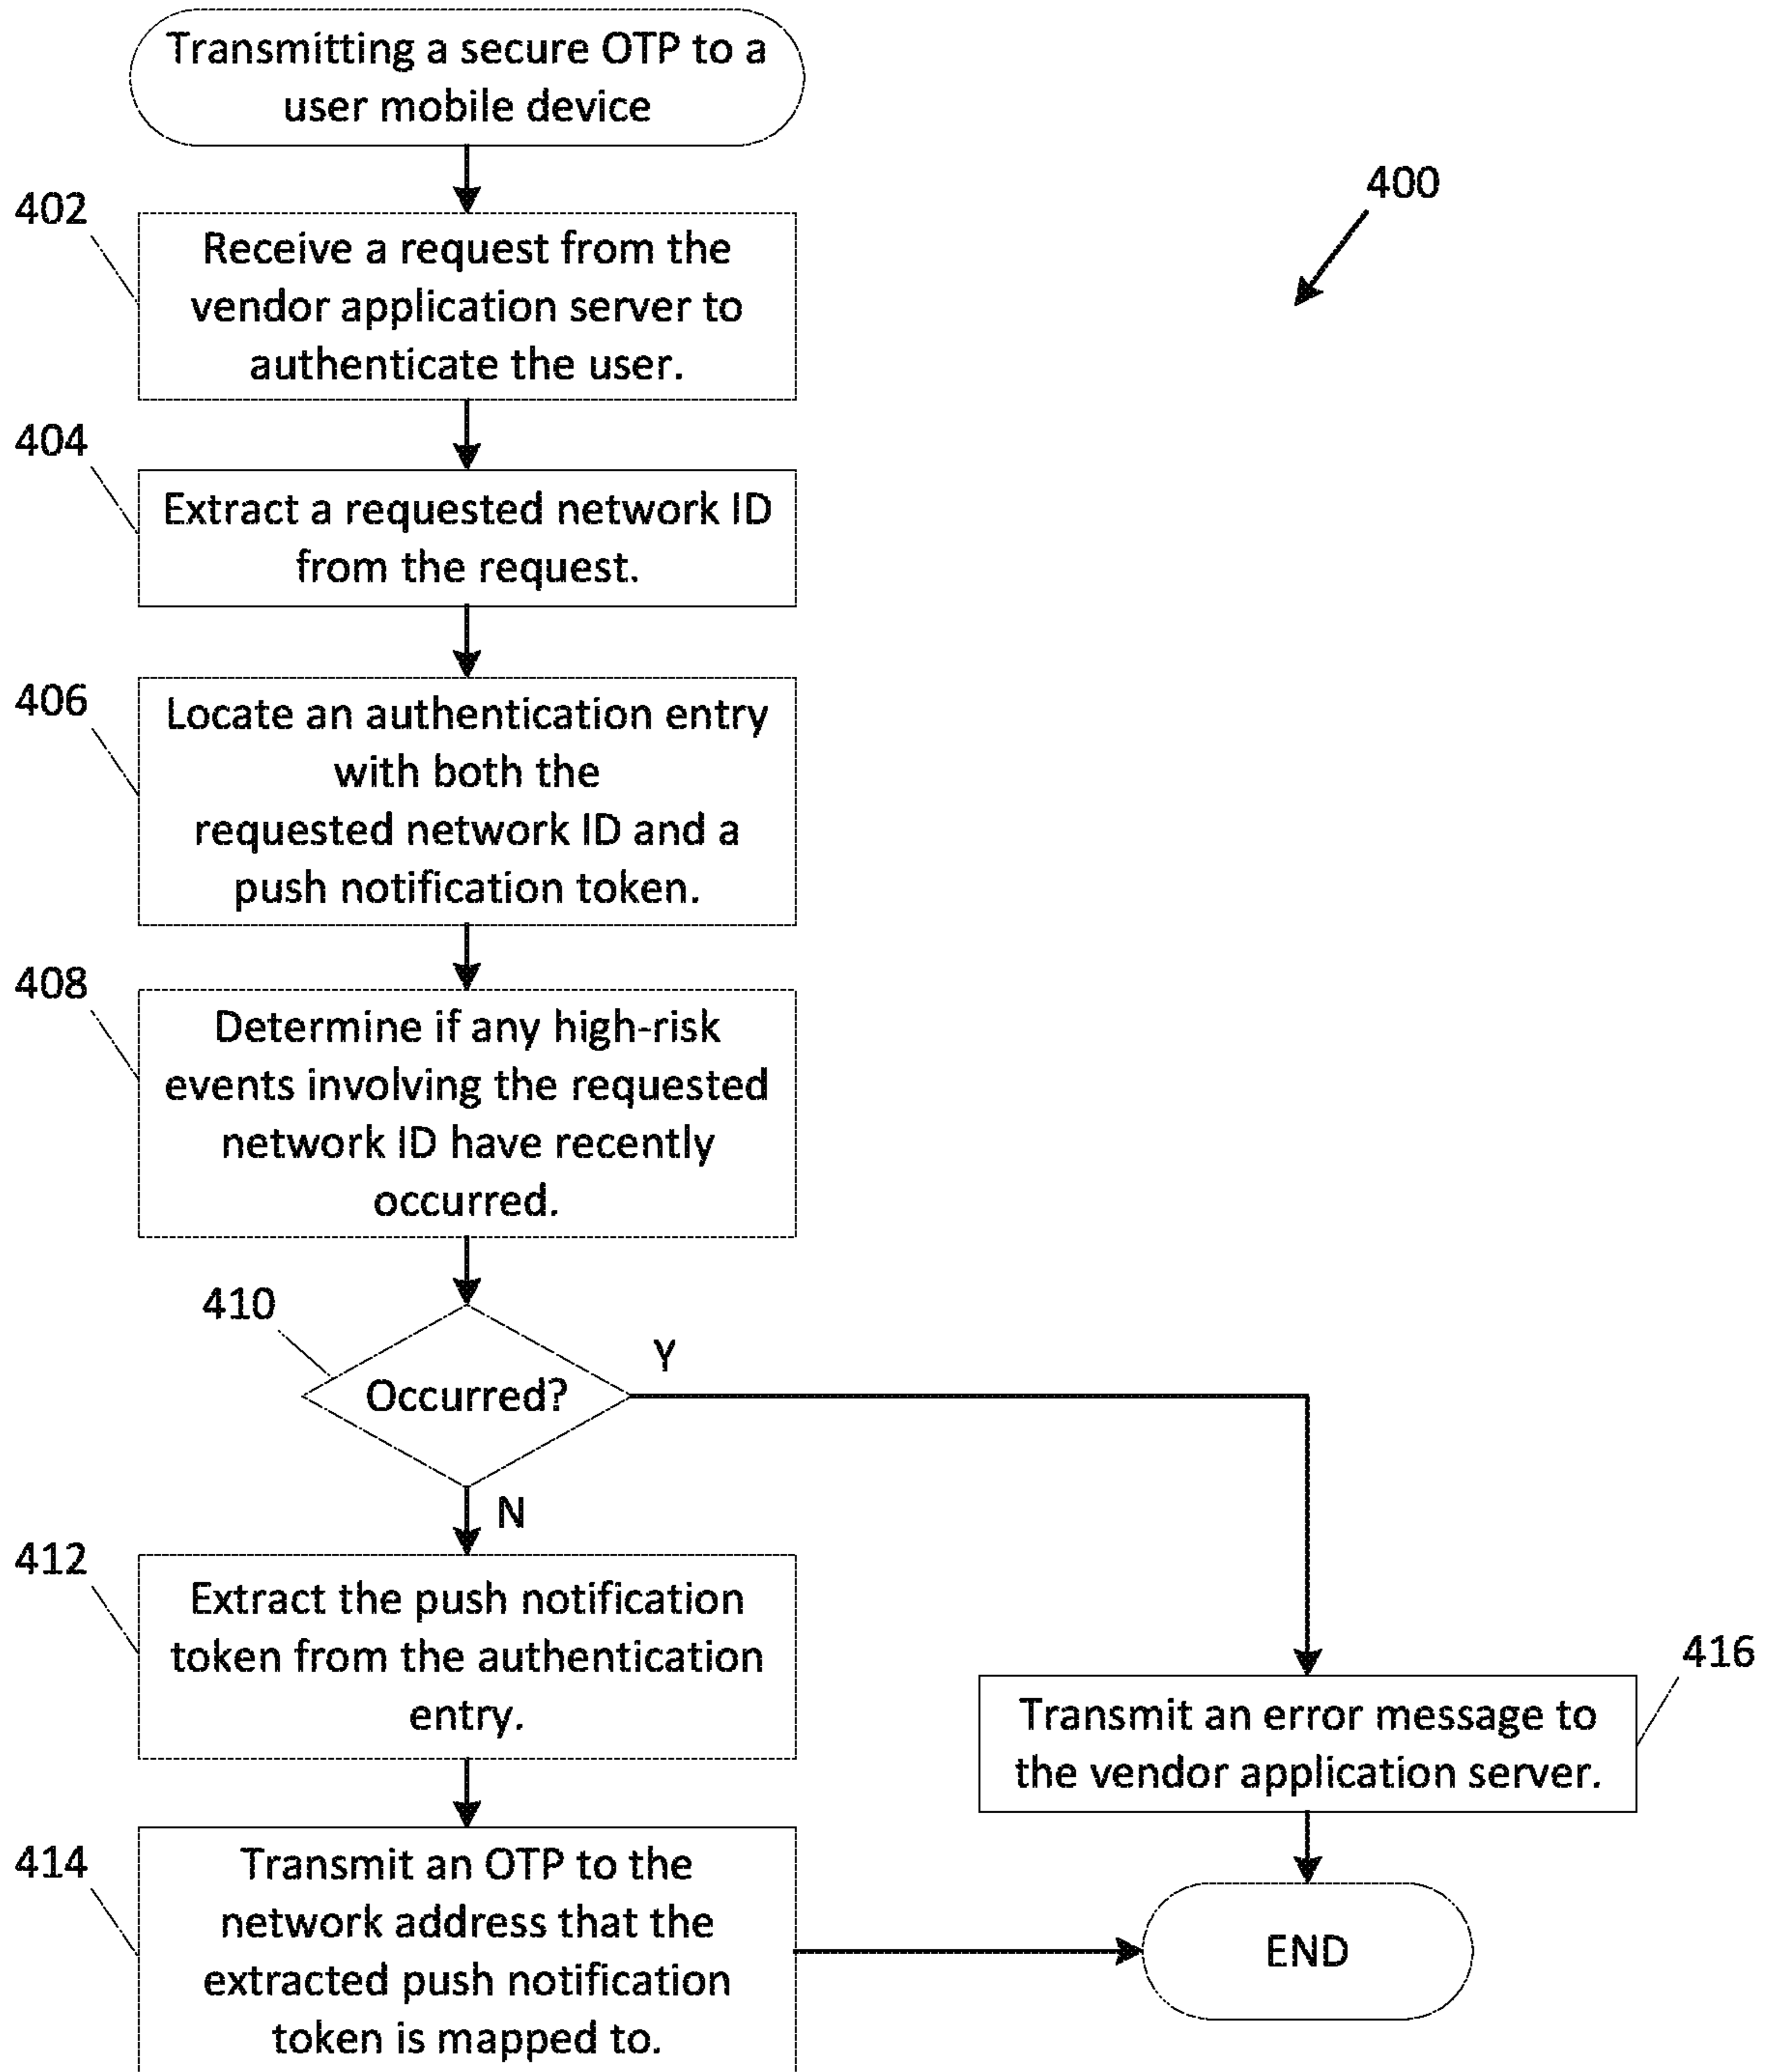 Transmitting a secure OTP to a
user mobile device
400
402
Receive a request from the
vendor application server to
authenticate the user.
404
Extract a requested network ID
from the request.
406
Locate an authentication entry
with both the
requested network ID and a
push notification token.
408
Determine if any high-risk
events involving the requested
network ID have recently
occurred.
410
Occurred?
Y
N
412
Extract the push notification
token from the authentication
entry.
416
Transmit an error message to
the vendor application server.
414
Transmit an OTP to the
network address that the
extracted push notification
token is mapped to.
END